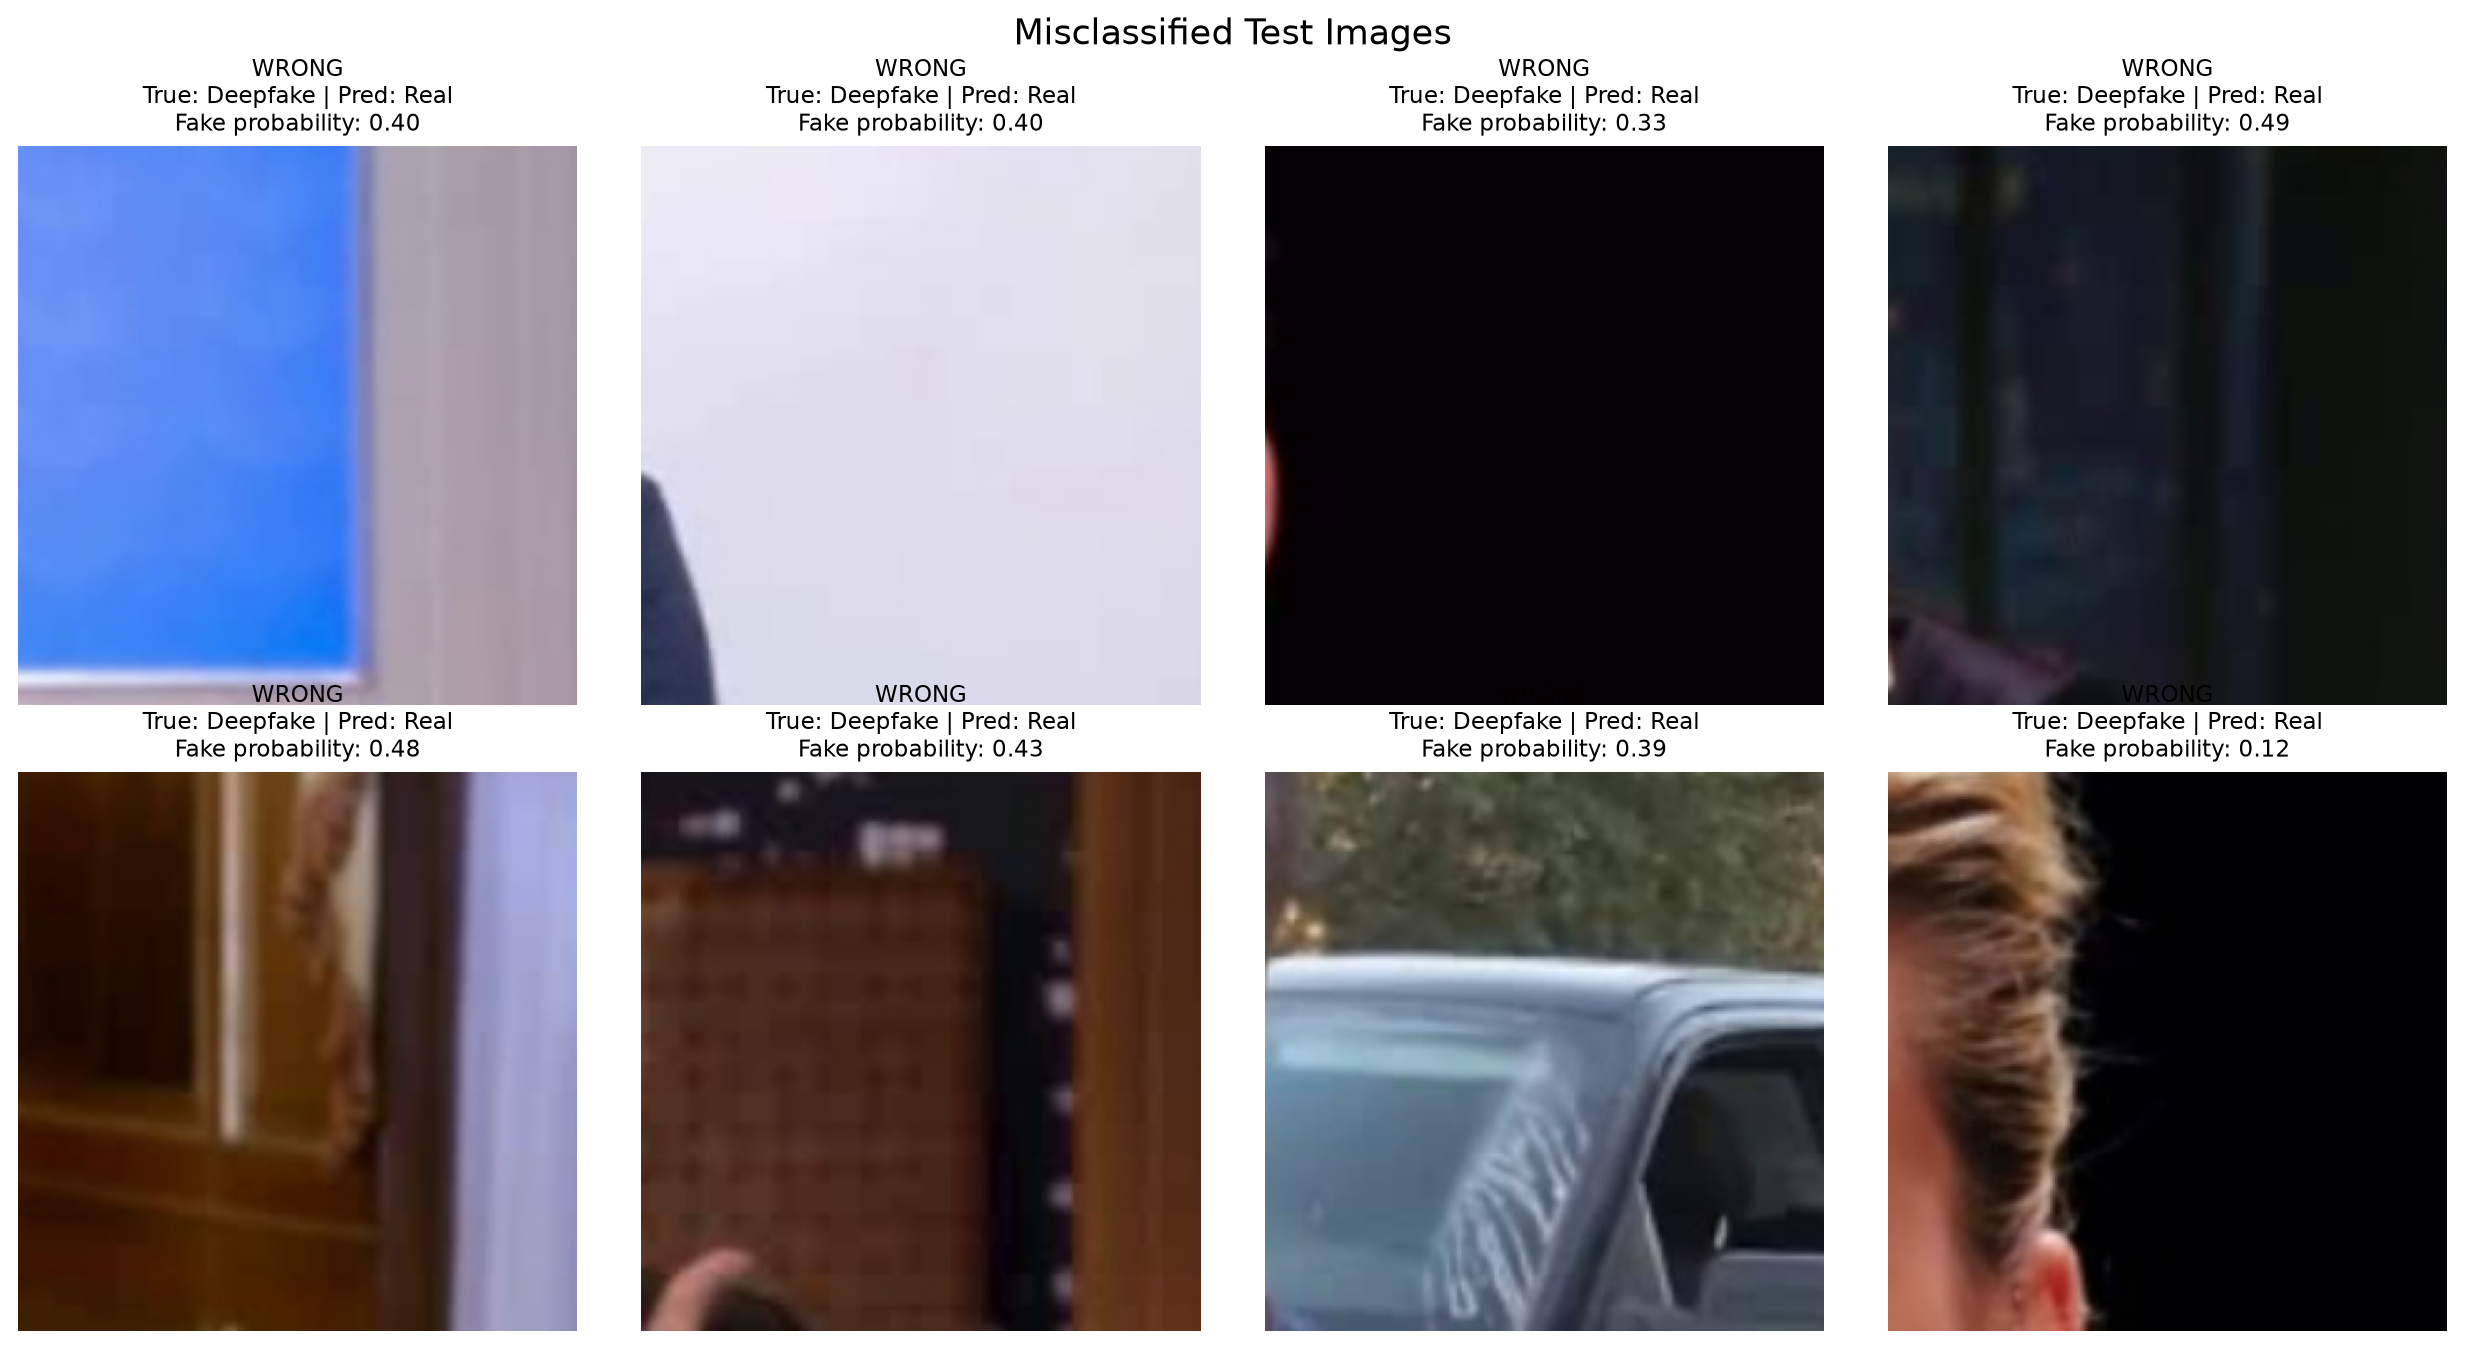 Misclassified Test Images
WRONG
True: Deepfake | Pred: Real
Fake probability: 0.40
WRONG
True: Deepfake | Pred: Real
Fake probability: 0.40
WRONG
True: Deepfake | Pred: Real
Fake probability: 0.33
WRONG
True: Deepfake | Pred: Real
Fake probability: 0.49
WRONG
True: Deepfake | Pred: Real
Fake probability: 0.48
WRONG
True: Deepfake | Pred: Real
Fake probability: 0.43
True: Deepfake | Pred: Real
Fake probability: 0.39
WRONG
True: Deepfake | Pred: Real
Fake probability: 0.12